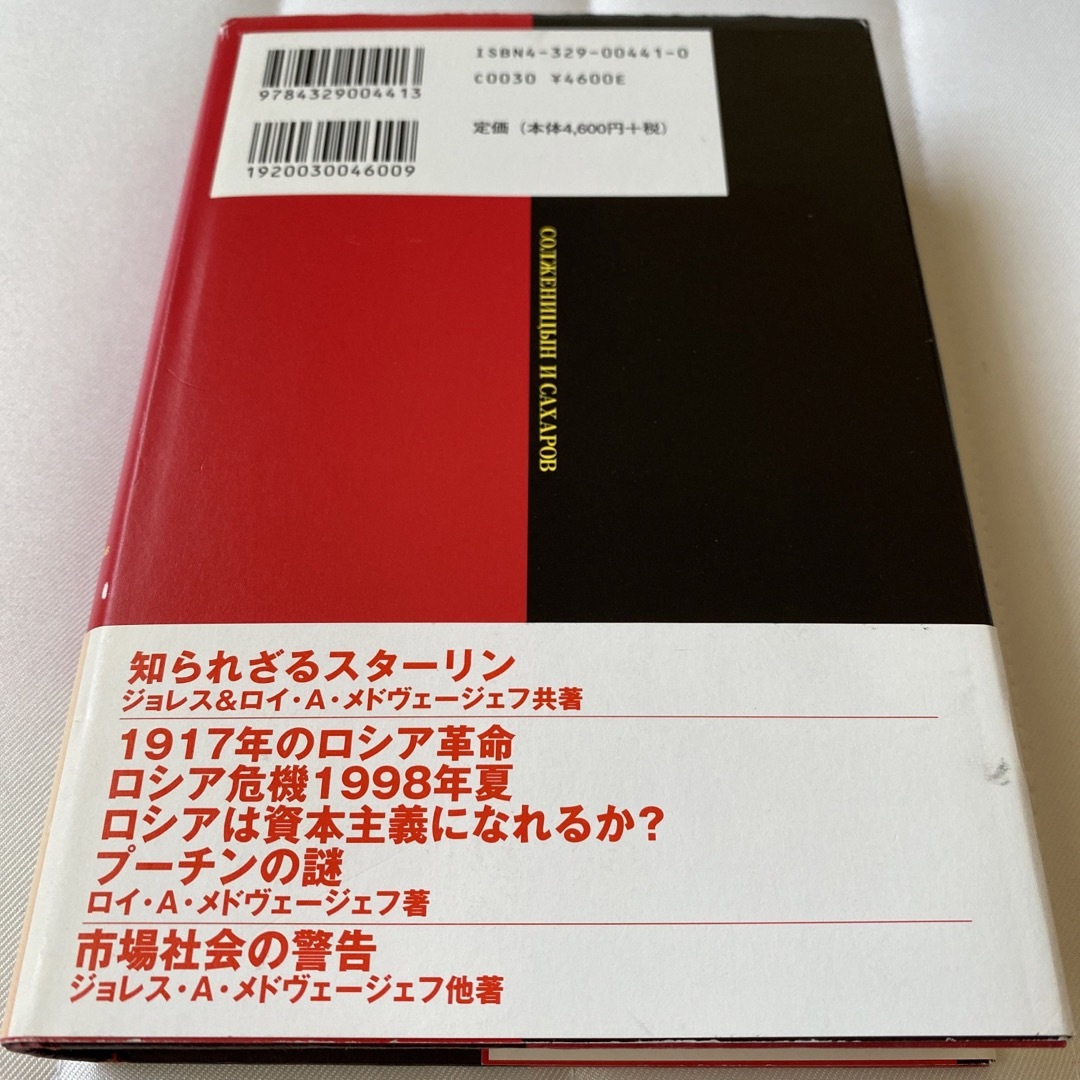 ISBN4-329-00441-0
C0030 ¥4600E
9784329004413
定価（本体4,600円+税）
1920030046009
СОЛЖЕНИЦЫН И САХАРОВ
知られざるスターリン
ジョレス&ロイ・A・メドヴェージェフ共著
1917年のロシア革命
ロシア危機1998年夏
ロシアは資本主義になれるか?
プーチンの謎
ロイ・A・メドヴェージェフ著
市場社会の警告
ジョレス・A・メドヴェージェフ他著